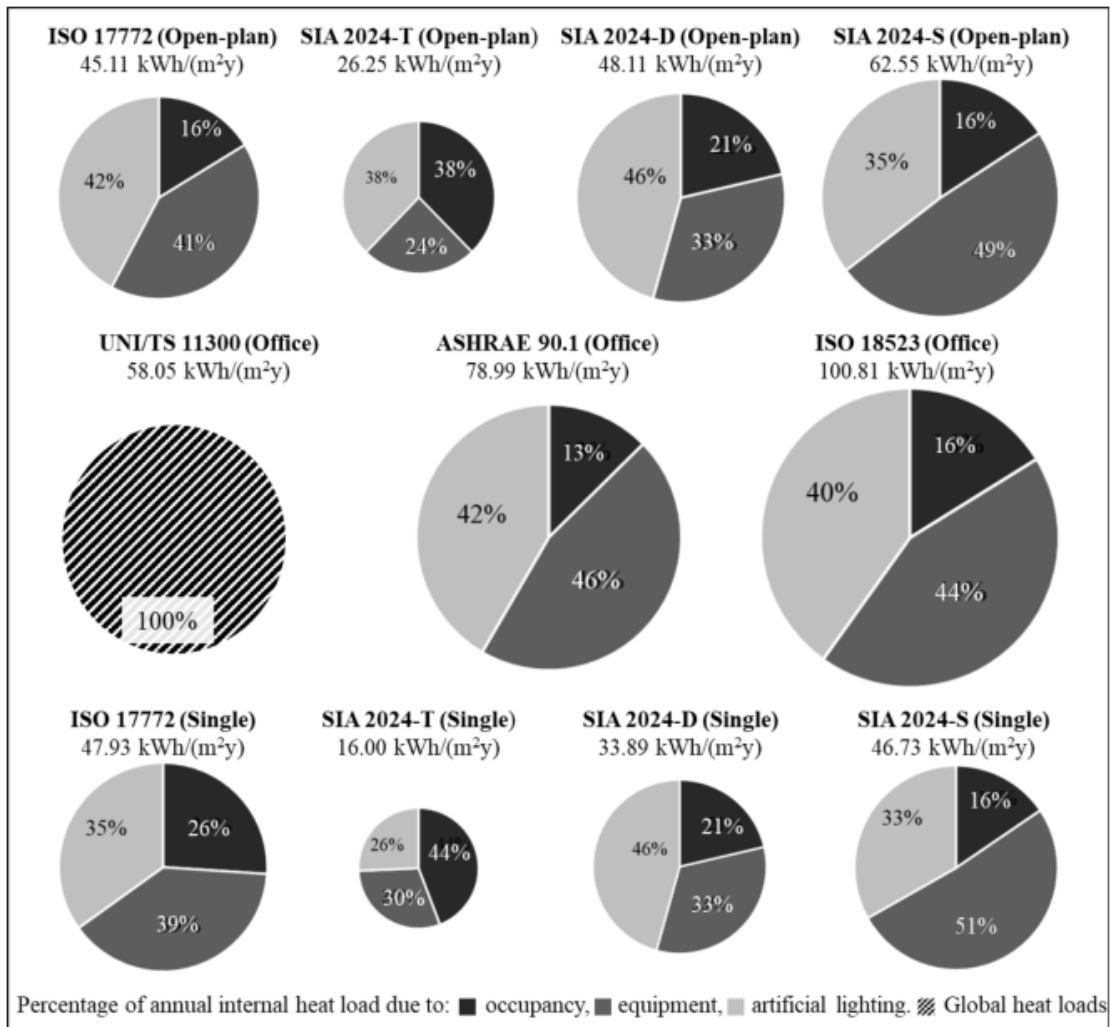 ISO 17772 (Open-plan)
45.11 kWh/(m²y)
16%
42%
41%
SIA 2024-T (Open-plan)
26.25 kWh/(m²y)
38%
38%
24%
SIA 2024-D (Open-plan)
48.11 kWh/(m²y)
21%
46%
33%
SIA 2024-S (Open-plan)
62.55 kWh/(m²y)
16%
35%
49%
UNI/TS 11300 (Office)
58.05 kWh/(m²y)
100%
ASHRAE 90.1 (Office)
78.99 kWh/(m²y)
13%
42%
46%
ISO 18523 (Office)
100.81 kWh/(m²y)
16%
40%
44%
ISO 17772 (Single)
47.93 kWh/(m²y)
35%
26%
39%
SIA 2024-T (Single)
16.00 kWh/(m²y)
26%
44%
30%
SIA 2024-D (Single)
33.89 kWh/(m²y)
21%
46%
33%
SIA 2024-S (Single)
46.73 kWh/(m²y)
16%
33%
51%
Percentage of annual internal heat load due to: occupancy, equipment, artificial lighting. Global heat loads